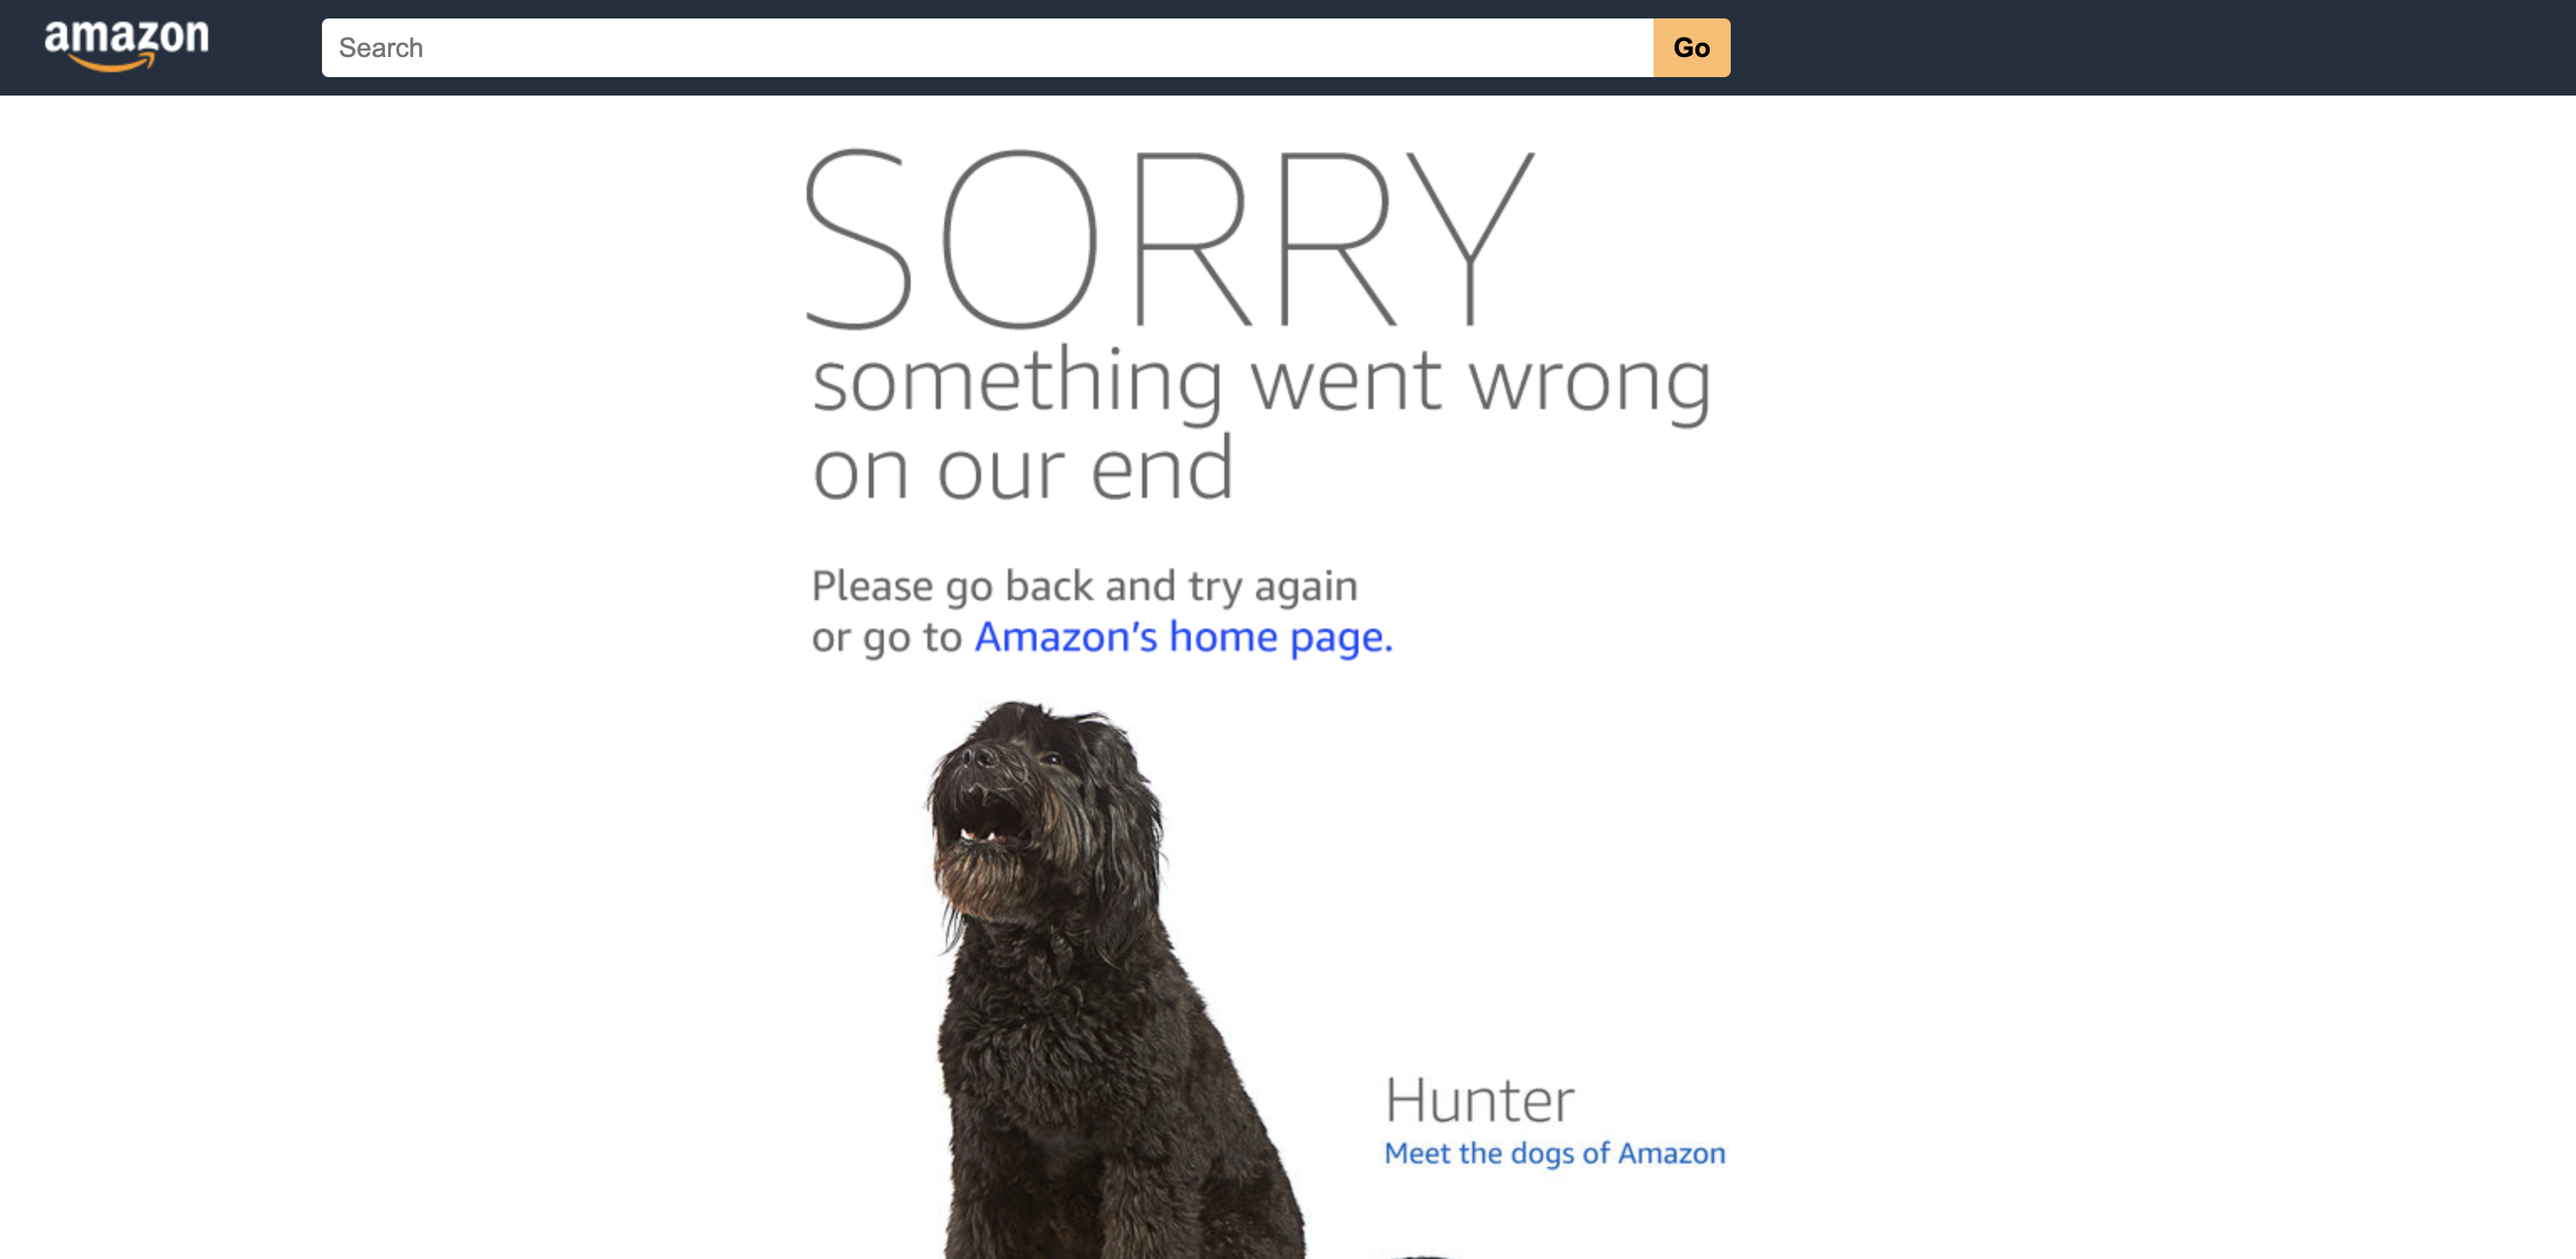 amazon
Search
Go
SORRY
something went wrong
on our end
Please go back and try again
or go to Amazon’s home page.
Hunter
Meet the dogs of Amazon